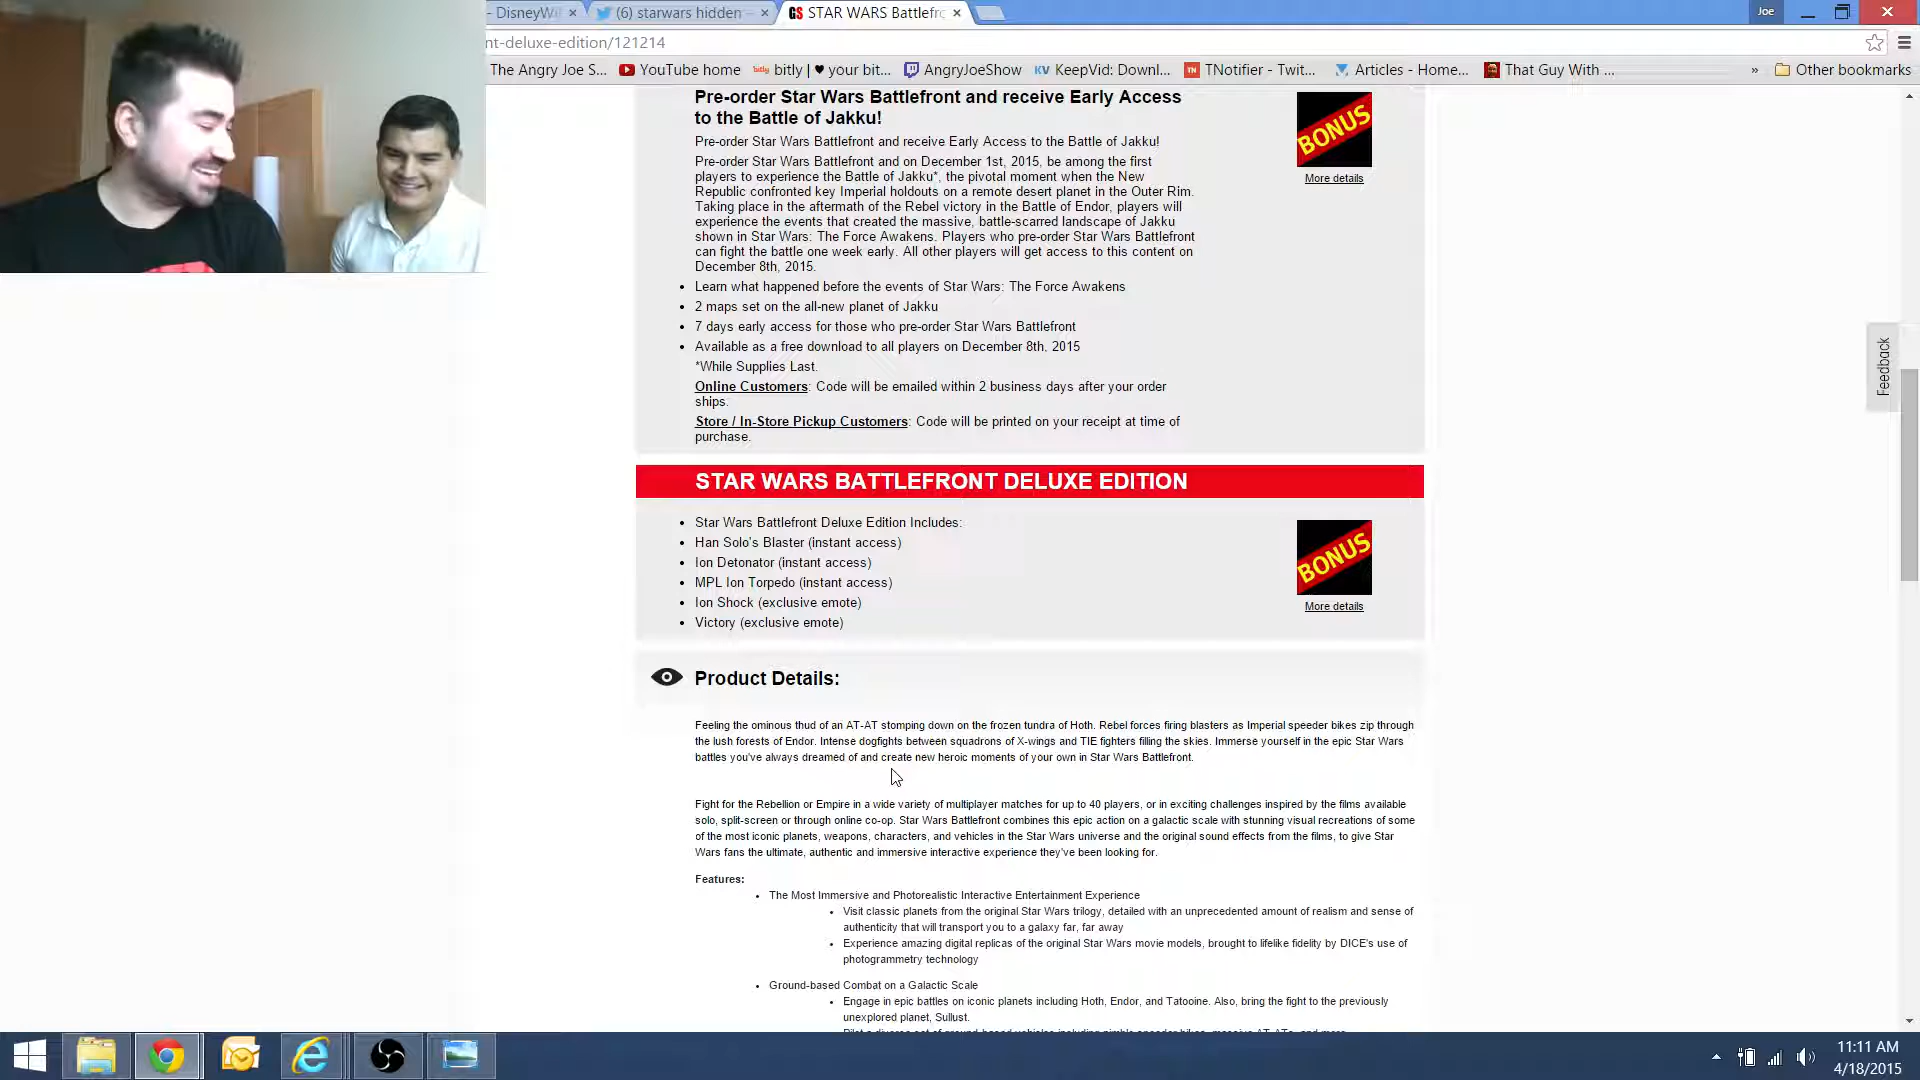 - DisneyWi
(6) starwars hidden
GS STAR WARS Battlefr
Joe
nt-deluxe-edition/121214
The Angry Joe S...
YouTube home
bitly bitly | ♥ your bit...
AngryJoeShow
KV KeepVid: Downl...
TN TNotifier - Twit...
Articles - Home...
That Guy With ...
»
Other bookmarks
Pre-order Star Wars Battlefront and receive Early Access
to the Battle of Jakku!
BONUS
More details
Pre-order Star Wars Battlefront and receive Early Access to the Battle of Jakku!
Pre-order Star Wars Battlefront and on December 1st, 2015, be among the first
players to experience the Battle of Jakku*, the pivotal moment when the New
Republic confronted key Imperial holdouts on a remote desert planet in the Outer Rim.
Taking place in the aftermath of the Rebel victory in the Battle of Endor, players will
experience the events that created the massive, battle-scarred landscape of Jakku
shown in Star Wars: The Force Awakens. Players who pre-order Star Wars Battlefront
can fight the battle one week early. All other players will get access to this content on
December 8th, 2015.
• Learn what happened before the events of Star Wars: The Force Awakens
• 2 maps set on the all-new planet of Jakku
• 7 days early access for those who pre-order Star Wars Battlefront
• Available as a free download to all players on December 8th, 2015
*While Supplies Last.
Online Customers: Code will be emailed within 2 business days after your order
ships.
Store / In-Store Pickup Customers: Code will be printed on your receipt at time of
purchase.
Feedback
STAR WARS BATTLEFRONT DELUXE EDITION
• Star Wars Battlefront Deluxe Edition Includes:
• Han Solo's Blaster (instant access)
• Ion Detonator (instant access)
• MPL Ion Torpedo (instant access)
• Ion Shock (exclusive emote)
• Victory (exclusive emote)
BONUS
More details
Product Details:
Feeling the ominous thud of an AT-AT stomping down on the frozen tundra of Hoth. Rebel forces firing blasters as Imperial speeder bikes zip through
the lush forests of Endor. Intense dogfights between squadrons of X-wings and TIE fighters filling the skies. Immerse yourself in the epic Star Wars
battles you've always dreamed of and create new heroic moments of your own in Star Wars Battlefront.
Fight for the Rebellion or Empire in a wide variety of multiplayer matches for up to 40 players, or in exciting challenges inspired by the films available
solo, split-screen or through online co-op. Star Wars Battlefront combines this epic action on a galactic scale with stunning visual recreations of some
of the most iconic planets, weapons, characters, and vehicles in the Star Wars universe and the original sound effects from the films, to give Star
Wars fans the ultimate, authentic and immersive interactive experience they've been looking for.
Features:
• The Most Immersive and Photorealistic Interactive Entertainment Experience
• Visit classic planets from the original Star Wars trilogy, detailed with an unprecedented amount of realism and sense of
authenticity that will transport you to a galaxy far, far away
• Experience amazing digital replicas of the original Star Wars movie models, brought to lifelike fidelity by DICE's use of
photogrammetry technology
• Ground-based Combat on a Galactic Scale
• Engage in epic battles on iconic planets including Hoth, Endor, and Tatooine. Also, bring the fight to the previously
unexplored planet, Sullust.
11:11 AM
4/18/2015